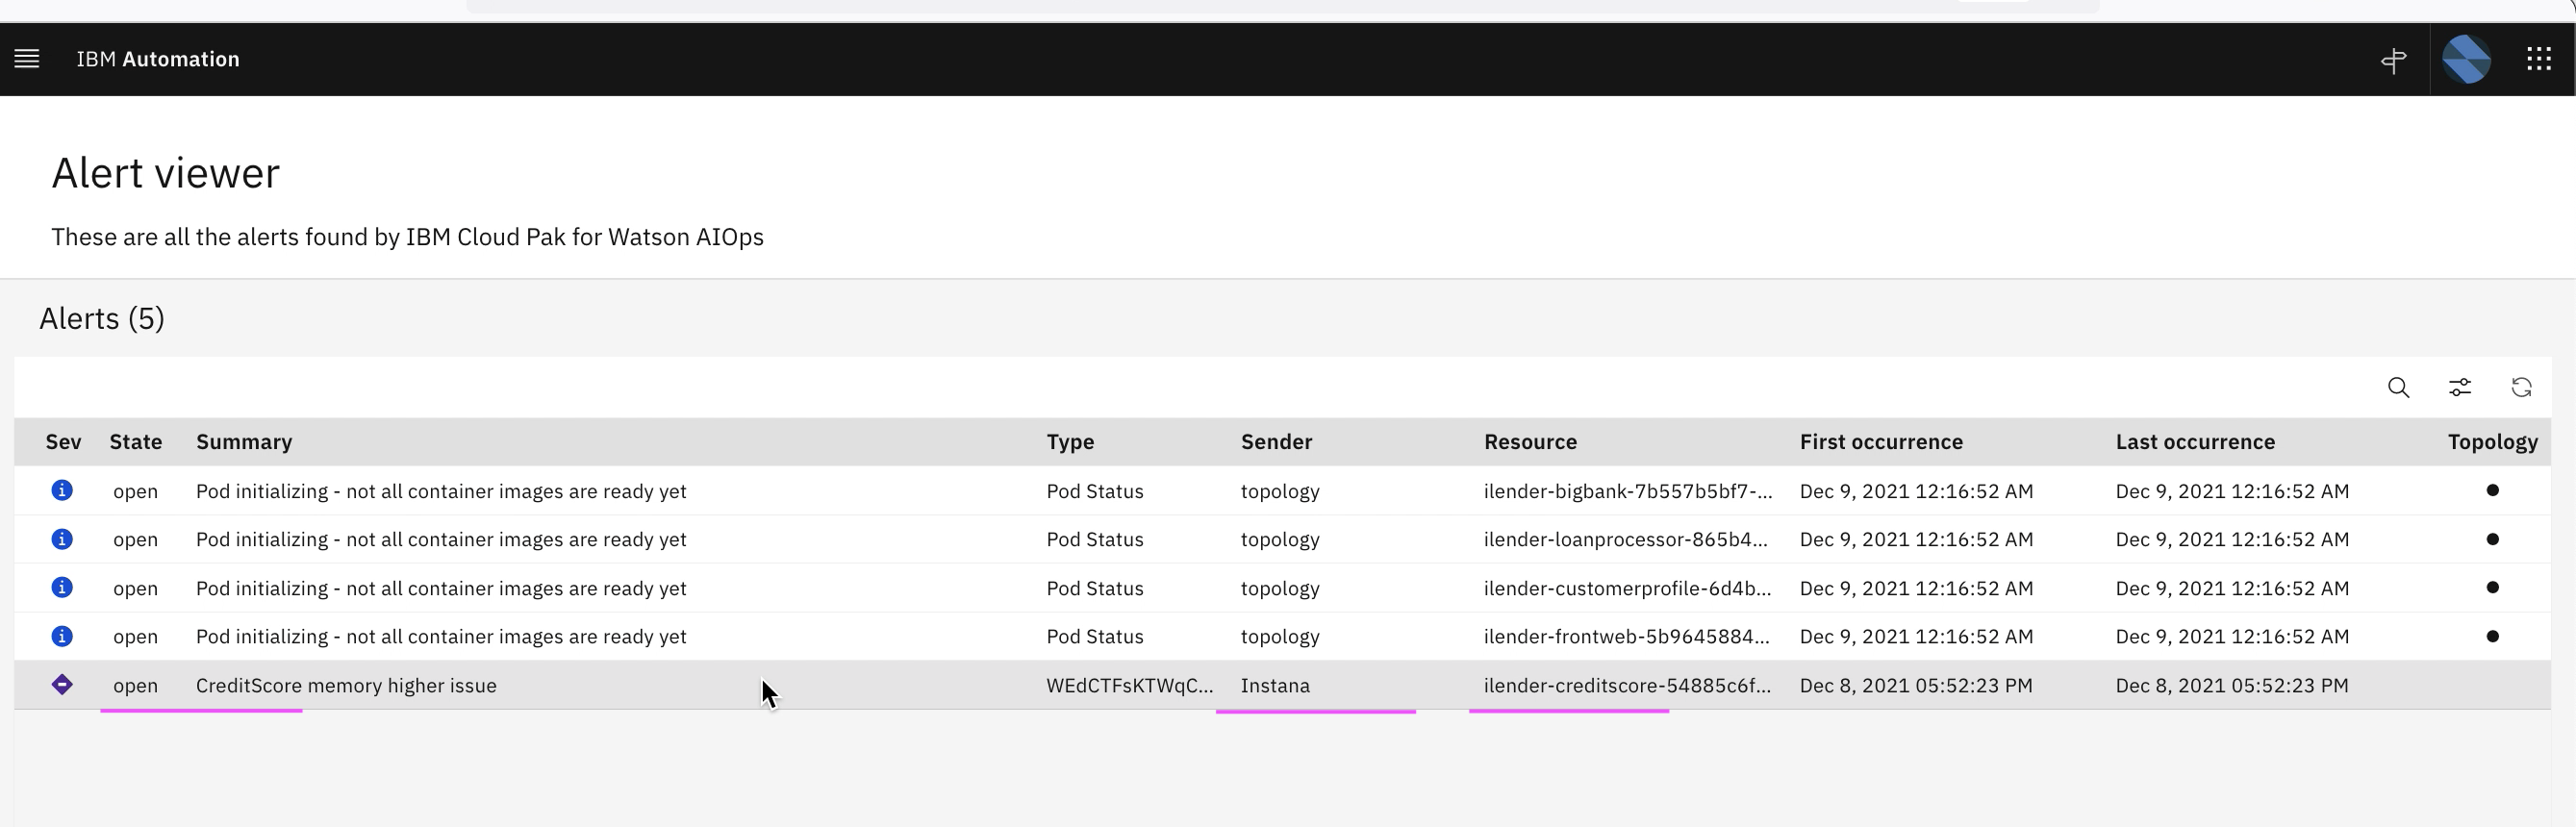 IBM Automation
Alert viewer
These are all the alerts found by IBM Cloud Pak for Watson AIOps
Alerts (5)
Sev State Summary Type Sender Resource First occurrence Last occurrence Topology
open Pod initializing - not all container images are ready yet Pod Status topology ilender-bigbank-7b557b5bf7-... Dec 9, 2021 12:16:52 AM Dec 9, 2021 12:16:52 AM
open Pod initializing - not all container images are ready yet Pod Status topology ilender-loanprocessor-865b4... Dec 9, 2021 12:16:52 AM Dec 9, 2021 12:16:52 AM
open Pod initializing - not all container images are ready yet Pod Status topology ilender-customerprofile-6d4b... Dec 9, 2021 12:16:52 AM Dec 9, 2021 12:16:52 AM
open Pod initializing - not all container images are ready yet Pod Status topology ilender-frontweb-5b9645884... Dec 9, 2021 12:16:52 AM Dec 9, 2021 12:16:52 AM
open CreditScore memory higher issue WEdCTFsKTWqC... Instana ilender-creditscore-54885c6f... Dec 8, 2021 05:52:23 PM Dec 8, 2021 05:52:23 PM